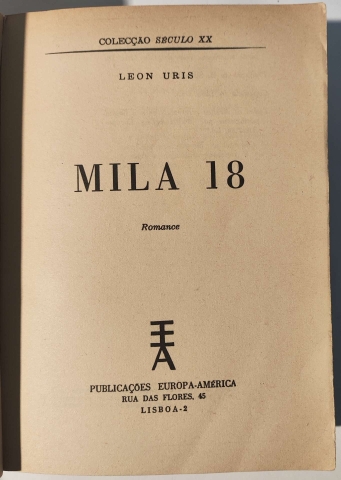 COLECÇÃO SÉCULO XX
LEON URIS
MILA 18
Romance
PUBLICAÇÕES EUROPA-AMÉRICA
RUA DAS FLORES, 45
LISBOA-2